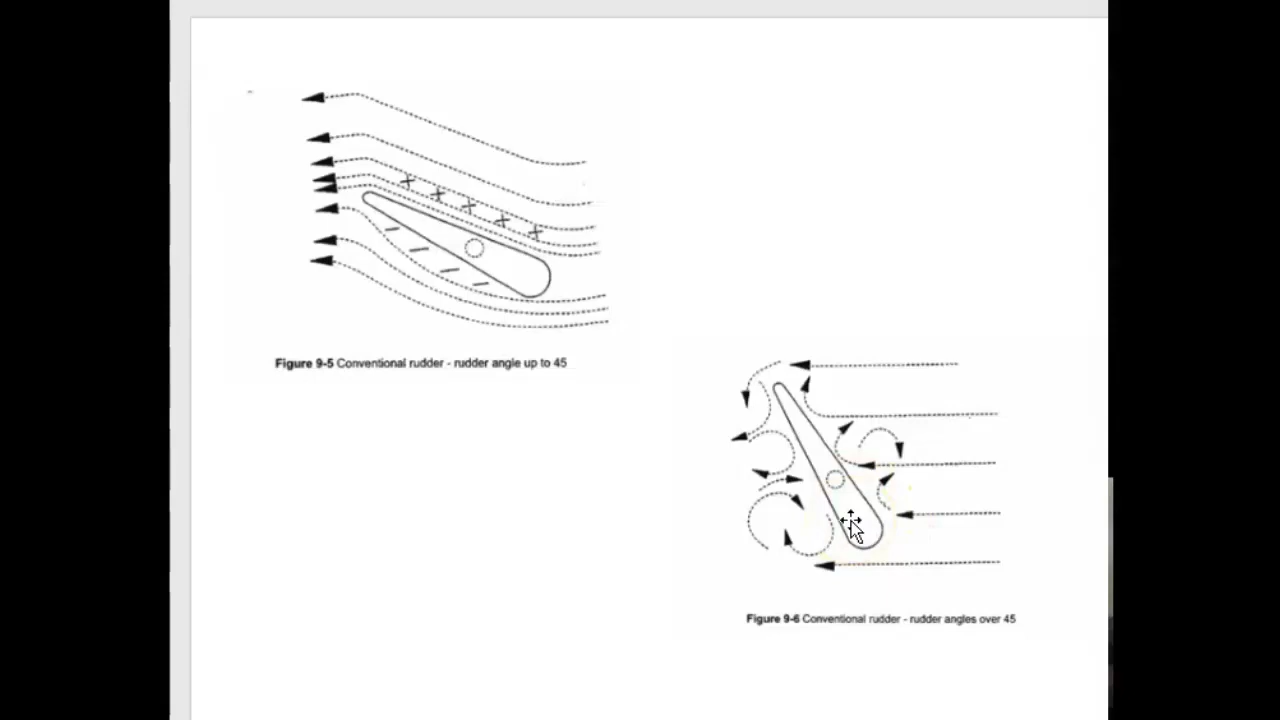 Figure 9-5 Conventional rudder - rudder angle up to 45
Figure 9-6 Conventional rudder - rudder angles over 45